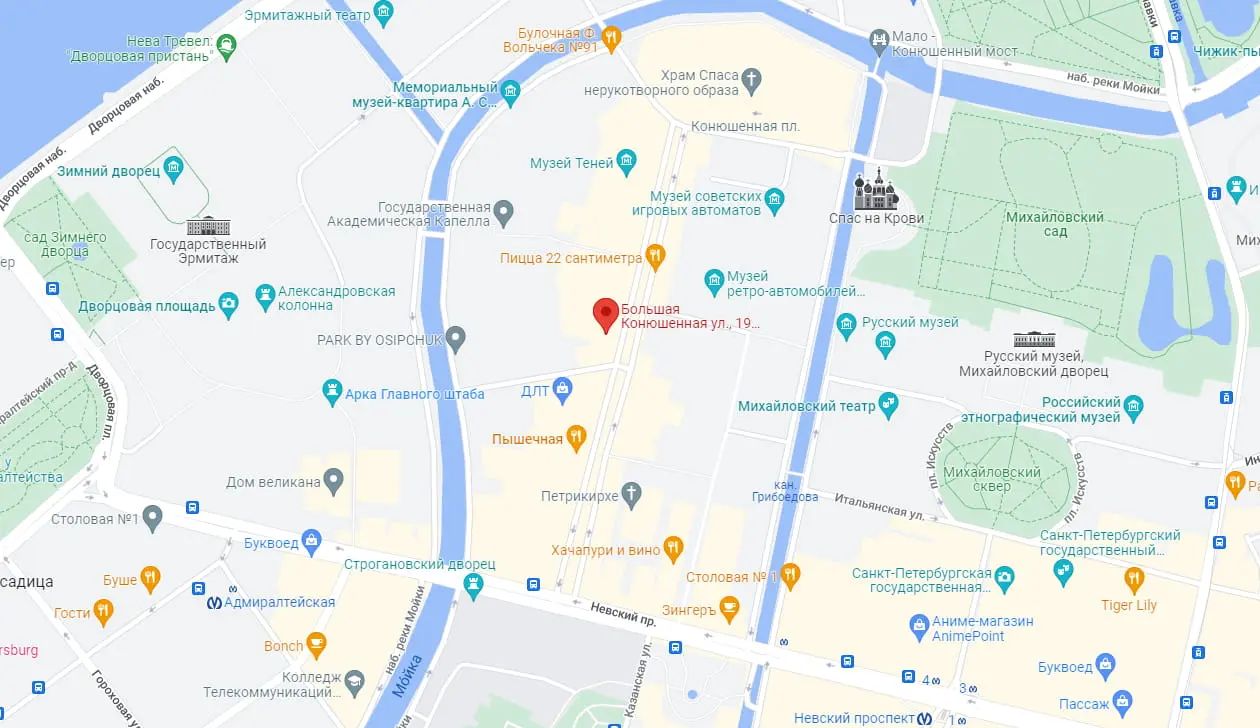 Эрмитажный театр
Нева Тревел:
"Дворцовая пристань"
Булочная Ф.
Вольчека №91
Мало -
Конюшенный мост
Чижик-пы
наб. реки Мойки
Дворцовая наб.
Мемориальный
музей-квартира А. С...
Храм Спаса
нерукотворного образа
Конюшенная пл.
Дворцовая наб.
Зимний дворец
Музей Теней
Музей советских
игровых автоматов
Спас на Крови
Михайловский
сад
Государственная
Академическая Капелла
сад Зимнего
дворца
Государственный
Эрмитаж
Пицца 22 сантиметра
Музей
ретро-автомобилей...
Дворцовая площадь
Александровская
колонна
Большая
Конюшенная ул., 19...
Русский музей
PARK BY OSIPCHUK
Русский музей,
Михайловский дворец
Дворцовая пл.
Арка Главного штаба
ДЛТ
Михайловский театр
Российский
этнографический музей
Пышечная
пл. Искусств
пл. Искусств
Михайловский
сквер
Дом великана
Петрикирхе
кан.
Грибоедова
Итальянская ул.
Столовая №1
Буквоед
Хачапури и вино
Санкт-Петербургский
государственный...
Строгановский дворец
Столовая № 1
Санкт-Петербургская
государственная...
Tiger Lily
Буше
Гости
Адмиралтейская
Невский пр.
Зингеръ
Аниме-магазин
AnimePoint
Bonch
наб. реки Мойки
Мойка
Казанская ул.
Колледж
Телекоммуникаций...
Гороховая ул.
Буквоед
Пассаж
4
3
Невский проспект
1